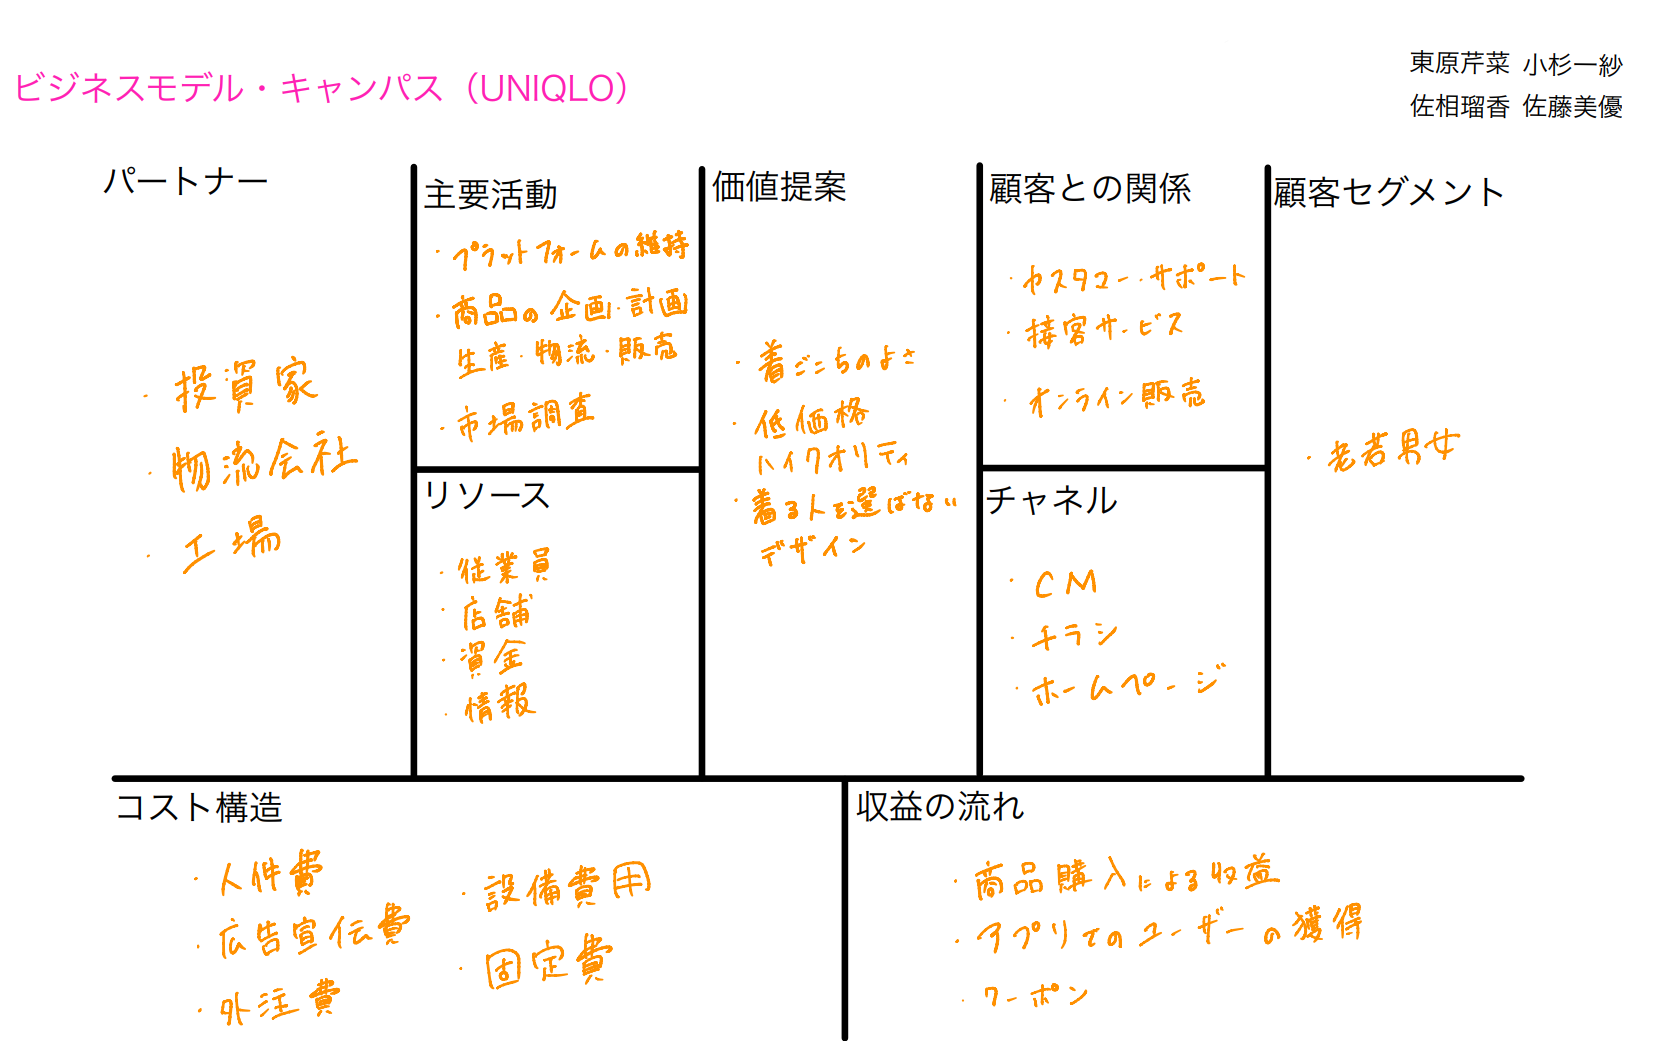 ビジネスモデル・キャンパス（UNIQLO）
東原芹菜 小杉一紗
佐相瑠香 佐藤美優
パートナー
・投資家
・物流会社
・工場
主要活動
・プラットフォームの維持
・商品の企画・計画
生産・物流・販売
・市場調査
リソース
・従業員
・店舗
・資金
・情報
価値提案
・着ごこちのよさ
・低価格
ハイクオリティ
・着る人を選ばない
デザイン
顧客との関係
・カスタマー・サポート
・接客サービス
・オンライン販売
チャネル
・CM
・チラシ
・ホームページ
顧客セグメント
・老若男女
コスト構造
・人件費
・広告宣伝費
・外注費
・設備費用
・固定費
収益の流れ
・商品購入による収益
・アプリでのユーザーの獲得
・クーポン